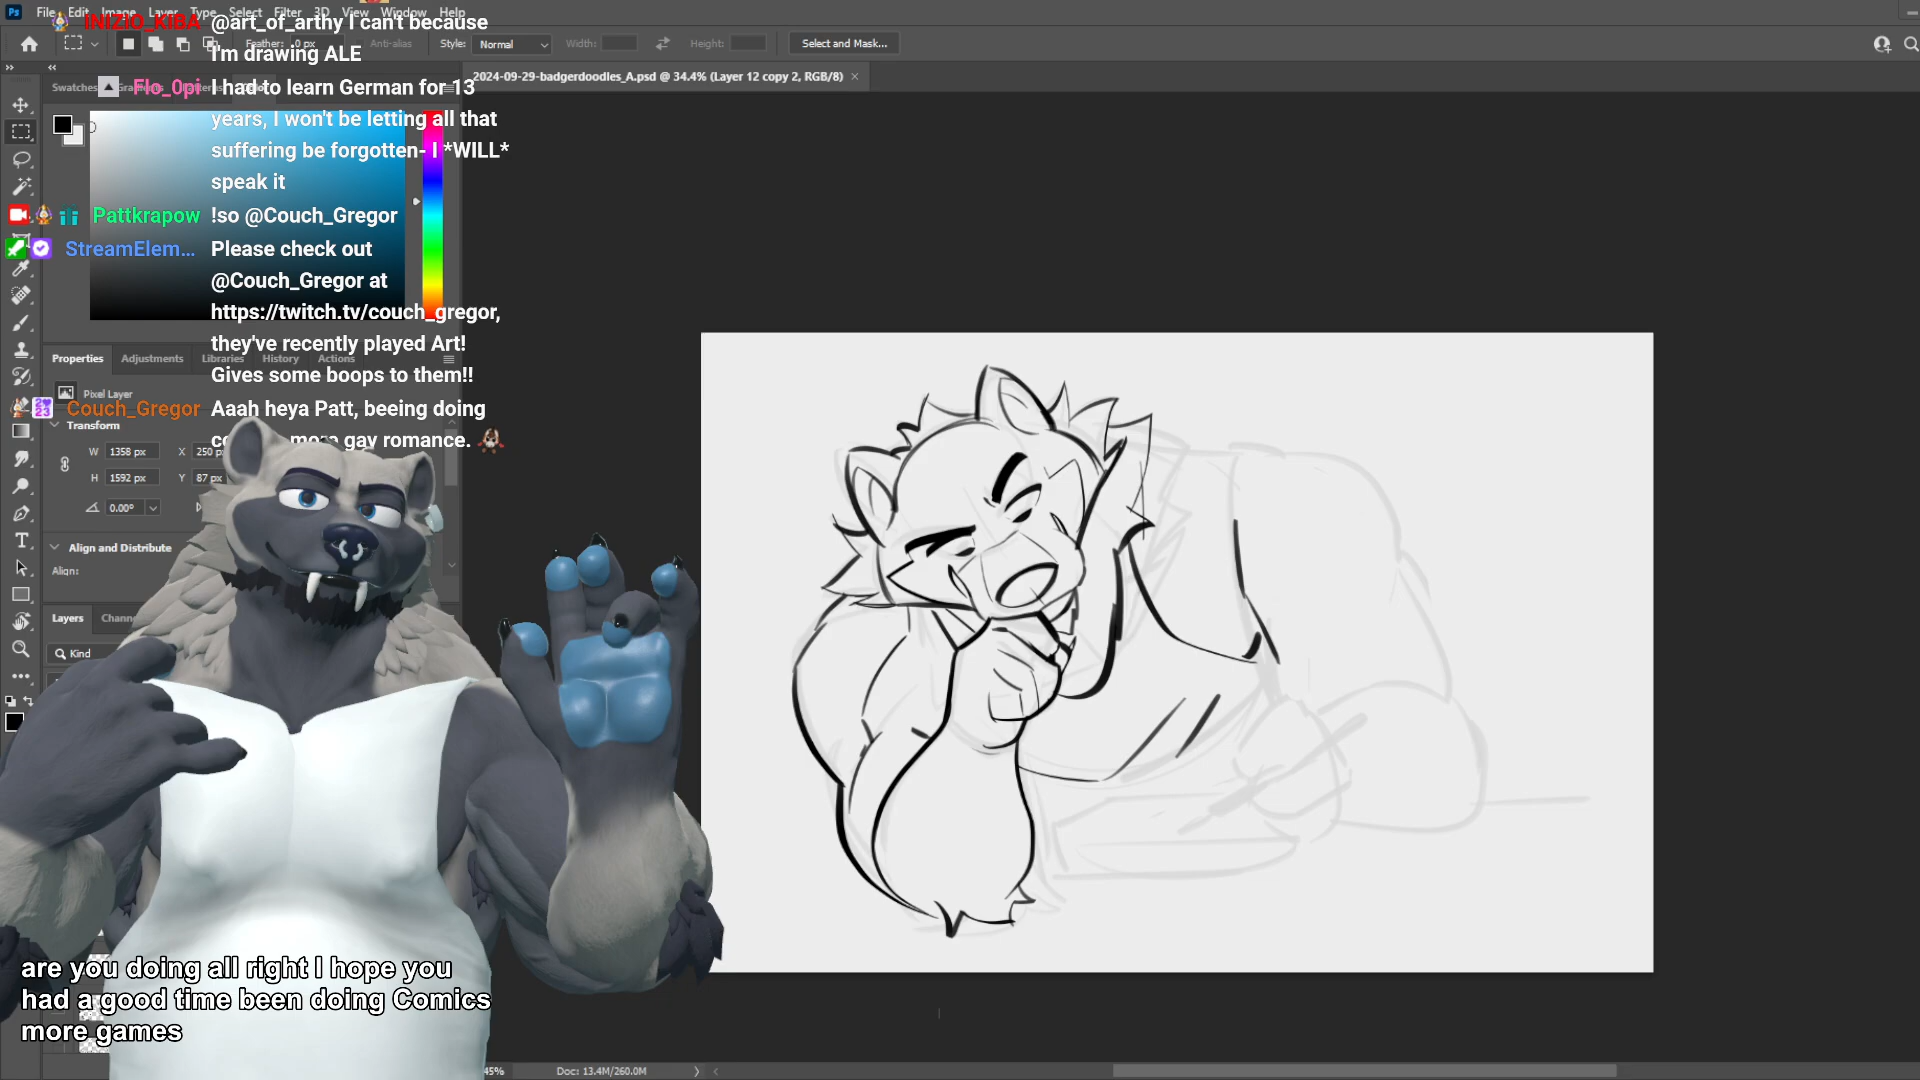 Ps File Edit Image Layer Type Select Filter 3D View Window Help
INIZIO_KIBA @art_of_arthy I can't because
I'm drawing ALE
Feather: 0 px Anti-alias Style: Normal Width: Height: Select and Mask...
2024-09-29-badgerdoodles_A.psd @ 34.4% (Layer 12 copy 2, RGB/8) ×
Swatches
Flo_0pi I had to learn German for 13
years, I won't be letting all that
suffering be forgotten- I *WILL*
speak it
Pattkrapow !so @Couch_Gregor
StreamElem... Please check out
@Couch_Gregor at
https://twitch.tv/couch_gregor,
they've recently played Art!
Gives some boops to them!!
Properties Adjustments Libraries History Actions
Pixel Layer
Couch_Gregor Aaah heya Patt, beeing doing
more gay romance.
Transform
W 1358 px X 250 p
H 1592 px Y 87 px
0.00°
Align and Distribute
Align:
Layers Chann
Kind
T
are you doing all right I hope you
had a good time been doing Comics
more games
45% Doc: 13.4M/260.0M